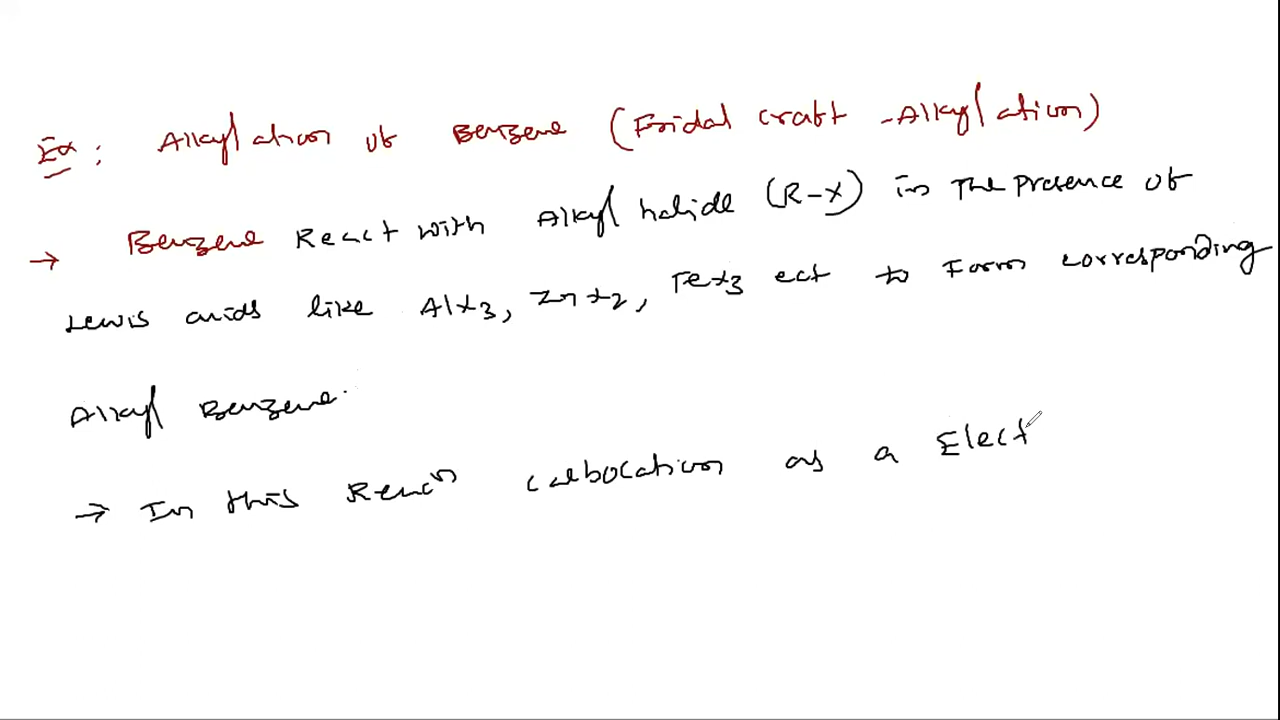 Ex : Alkylation of Benzene (Fridal craft - Alkylation)
→ Benzene React with Alkyl halide (R-X) in The Presence of
Lewis acids like AlX3, ZnX2, FeX3 ect to Form corresponding
Alkyl Benzene.
→ In this Reacn carbocation as a Elect